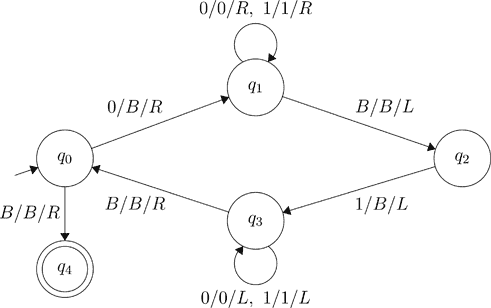 0/0/R, 1/1/R
q1
0/B/R
B/B/L
q0
q2
B/B/R
B/B/R
q3
1/B/L
q4
0/0/L, 1/1/L